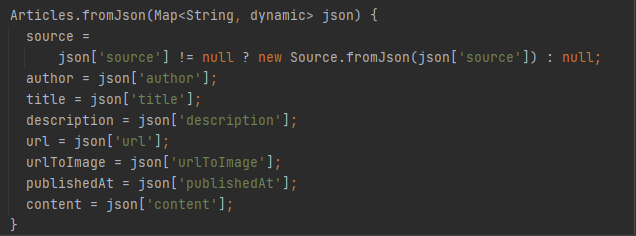 Articles.fromJson(Map<String, dynamic> json) {
  source =
      json['source'] != null ? new Source.fromJson(json['source']) : null;
  author = json['author'];
  title = json['title'];
  description = json['description'];
  url = json['url'];
  urlToImage = json['urlToImage'];
  publishedAt = json['publishedAt'];
  content = json['content'];
}